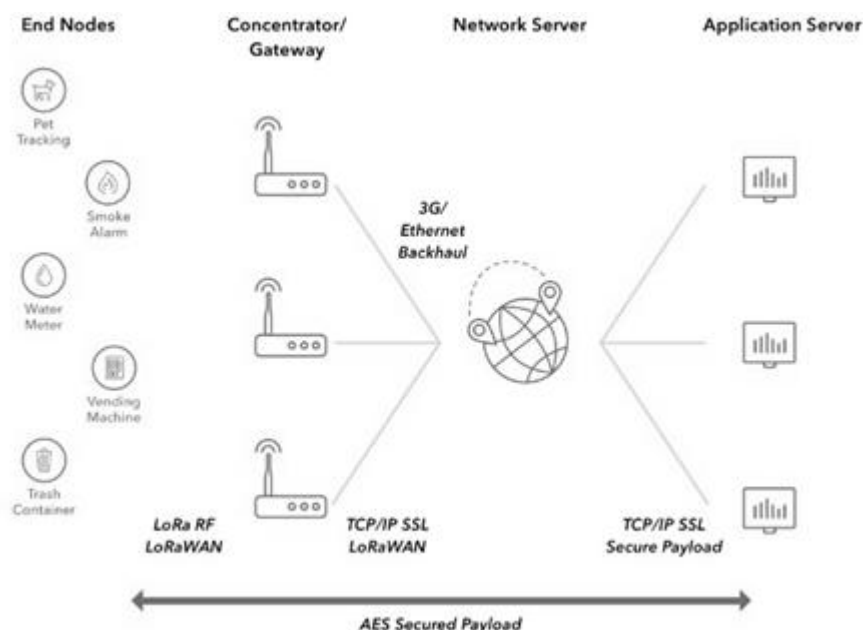 End Nodes
Concentrator/
Gateway
Network Server
Application Server
Pet
Tracking
Smoke
Alarm
3G/
Ethernet
Backhaul
Water
Meter
Vending
Machine
Trash
Container
LoRa RF
LoRaWAN
TCP/IP SSL
LoRaWAN
TCP/IP SSL
Secure Payload
AES Secured Payload